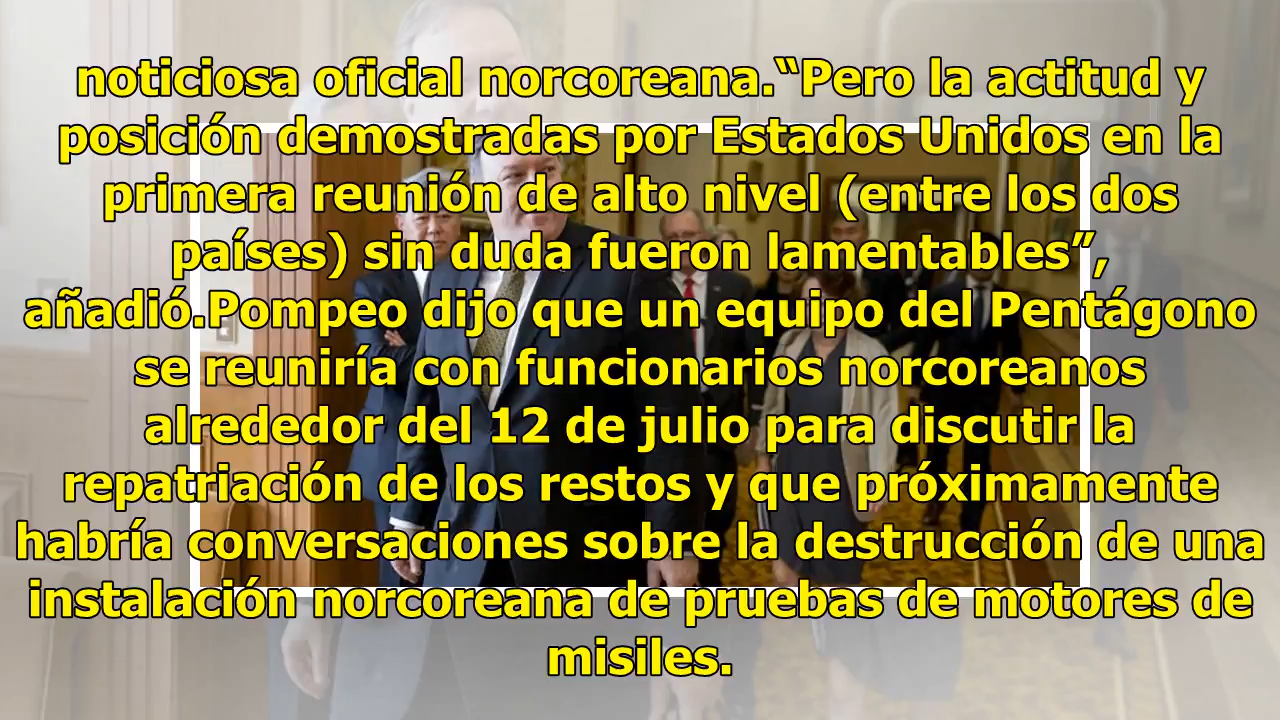 noticiosa oficial norcoreana.“Pero la actitud y
posición demostradas por Estados Unidos en la
primera reunión de alto nivel (entre los dos
países) sin duda fueron lamentables”,
añadió.Pompeo dijo que un equipo del Pentágono
se reuniría con funcionarios norcoreanos
alrededor del 12 de julio para discutir la
repatriación de los restos y que próximamente
habría conversaciones sobre la destrucción de una
instalación norcoreana de pruebas de motores de
misiles.